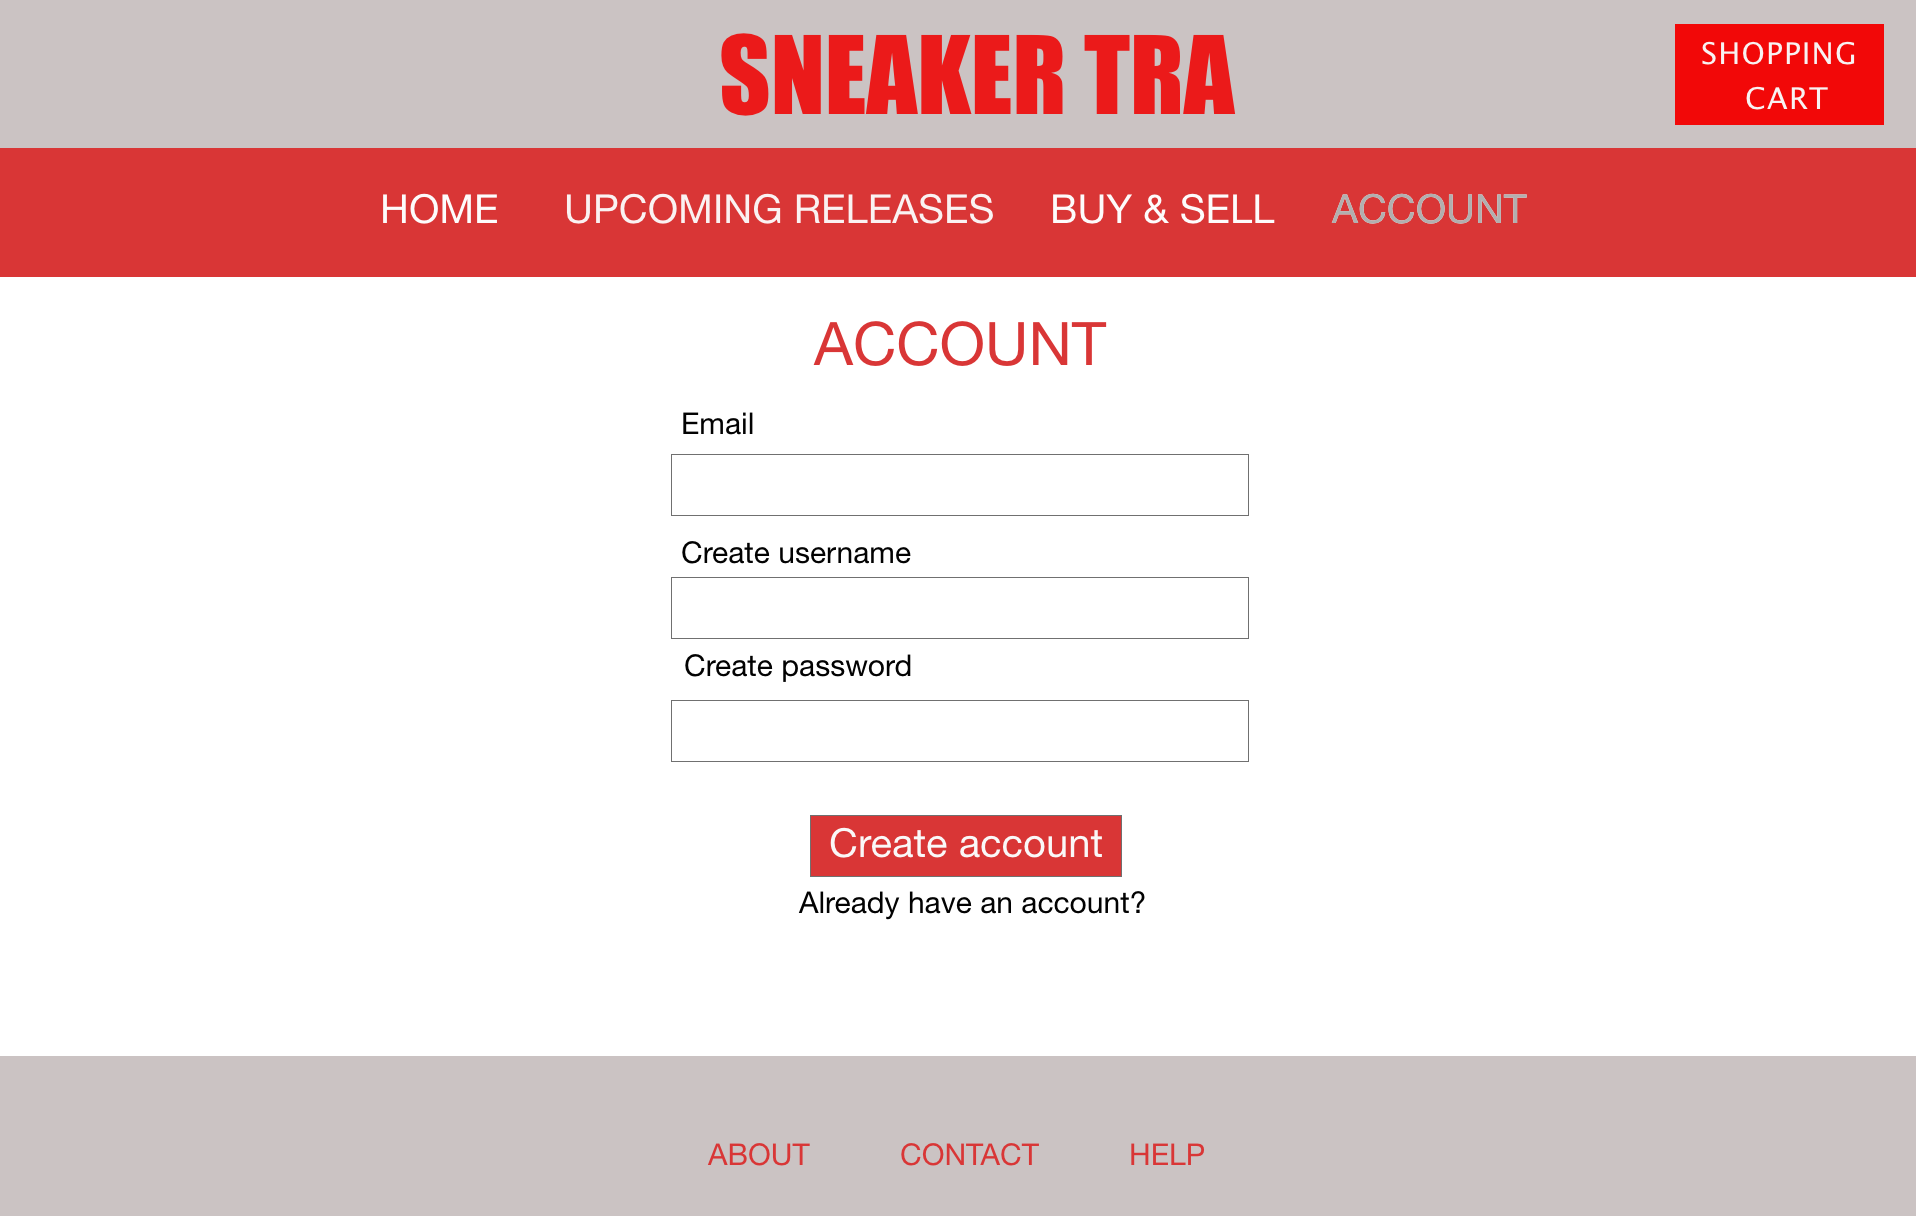 SNEAKER TRA
SHOPPING
CART
HOME UPCOMING RELEASES BUY & SELL ACCOUNT
ACCOUNT
Email
Create username
Create password
Create account
Already have an account?
ABOUT CONTACT HELP